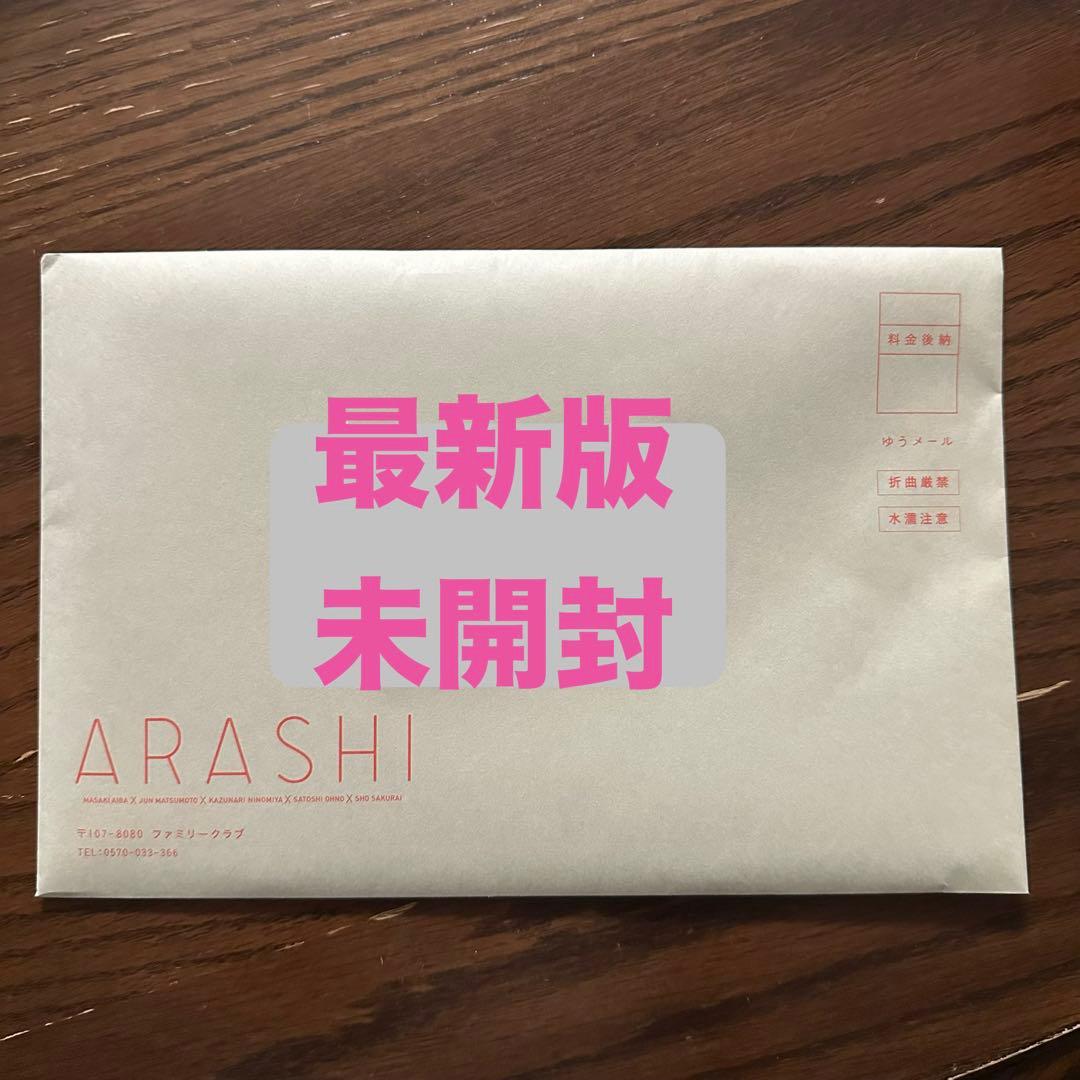 料金後納
ゆうメール
折曲厳禁
水濡注意
最新版
未開封
ARASHI
MASAKI AIBA X JUN MATSUMOTO X KAZUNARI NINOMIYA X SATOSHI OHNO X SHO SAKURAI
〒107-8080 ファミリークラブ
TEL:0570-033-366